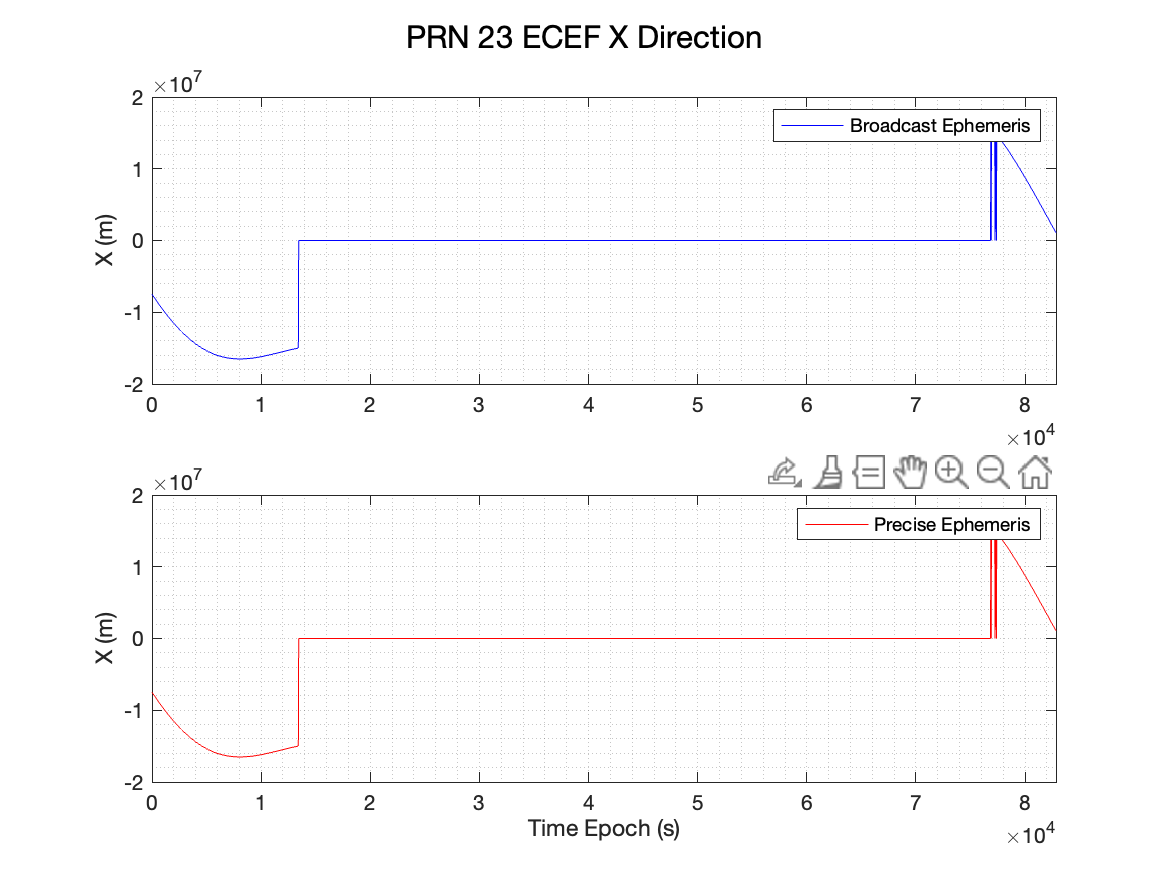 PRN 23 ECEF X Direction
×10^7
Broadcast Ephemeris
2
1
0
-1
-2
X (m)
0 1 2 3 4 5 6 7 8
×10^4
×10^7
Precise Ephemeris
2
1
0
-1
-2
X (m)
0 1 2 3 4 5 6 7 8
Time Epoch (s)
×10^4